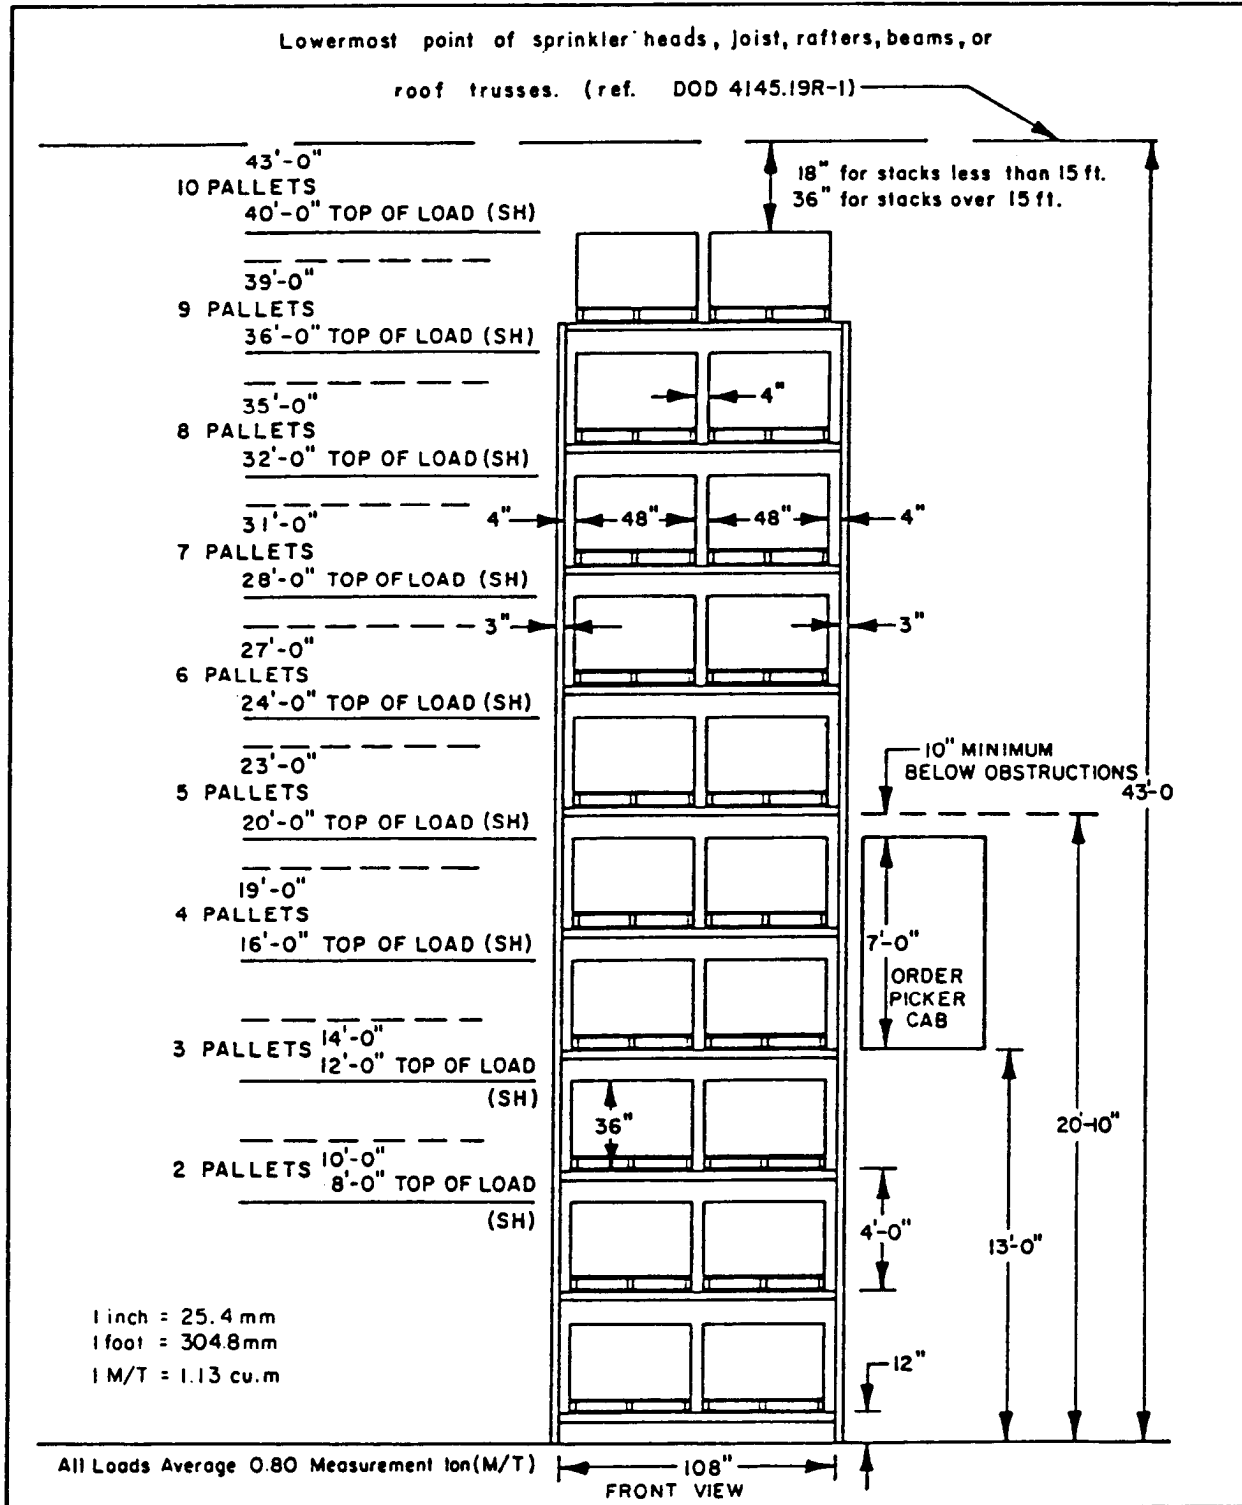 Lowermost point of sprinkler heads, joist, rafters, beams, or
roof trusses. (ref. DOD 4145.19R-1)
43'-0"
10 PALLETS
40'-0" TOP OF LOAD (SH)
18" for stacks less than 15 ft.
36" for stacks over 15 ft.
39'-0"
9 PALLETS
36'-0" TOP OF LOAD (SH)
4"
35'-0"
8 PALLETS
32'-0" TOP OF LOAD (SH)
31'-0"
4" 48" 48" 4"
7 PALLETS
28'-0" TOP OF LOAD (SH)
3" 3"
27'-0"
6 PALLETS
24'-0" TOP OF LOAD (SH)
23'-0"
5 PALLETS
20'-0" TOP OF LOAD (SH)
10" MINIMUM
BELOW OBSTRUCTIONS
43'-0
19'-0"
4 PALLETS
16'-0" TOP OF LOAD (SH)
7'-0"
ORDER
PICKER
CAB
14'-0"
3 PALLETS
12'-0" TOP OF LOAD
(SH)
36"
20'-10"
10'-0"
2 PALLETS
8'-0" TOP OF LOAD
(SH)
4'-0"
13'-0"
1 inch = 25.4 mm
1 foot = 304.8mm
1 M/T = 1.13 cu.m
12"
All Loads Average 0.80 Measurement ton(M/T)
108"
FRONT VIEW